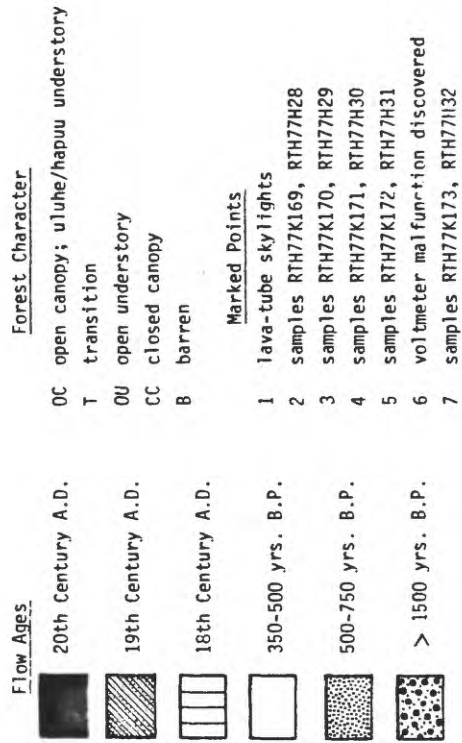 Flow Ages
20th Century A.D.
19th Century A.D.
18th Century A.D.
350-500 yrs. B.P.
500-750 yrs. B.P.
> 1500 yrs. B.P.
Forest Character
OC open canopy; uluhe/hapuu understory
T transition
OU open understory
CC closed canopy
B barren
Marked Points
1 lava-tube skylights
2 samples RTH77K169, RTH77H28
3 samples RTH77K170, RTH77H29
4 samples RTH77K171, RTH77H30
5 samples RTH77K172, RTH77H31
6 voltmeter malfunction discovered
7 samples RTH77K173, RTH77H32